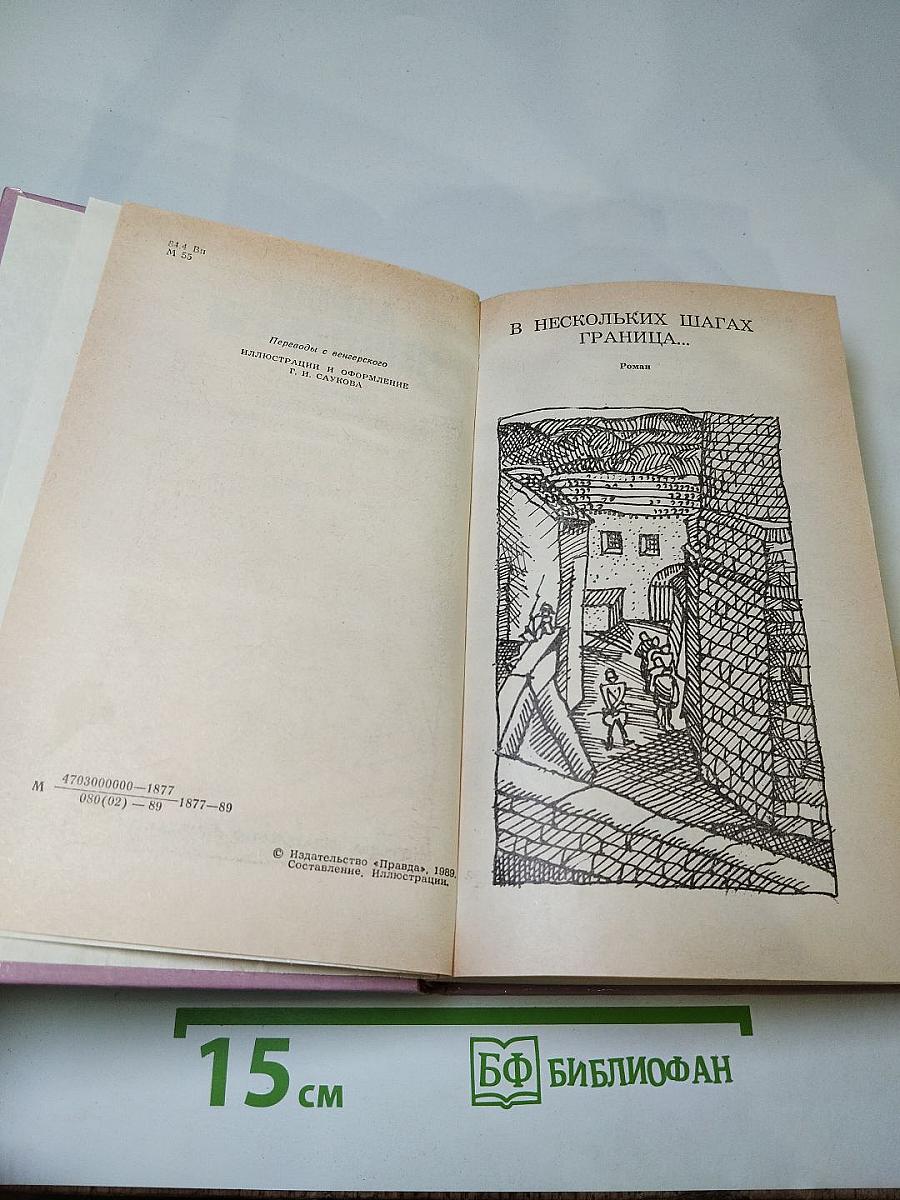 84.4 Вн
М 55
Переводы с венгерского
ИЛЛЮСТРАЦИИ И ОФОРМЛЕНИЕ
Г. И. САУКОВА
М 4703000000—1877
080(02) — 89 —1877—89
© Издательство «Правда», 1989.
Составление. Иллюстрации.
В НЕСКОЛЬКИХ ШАГАХ
ГРАНИЦА...
Роман
15 см
БФ БИБЛИОФАН